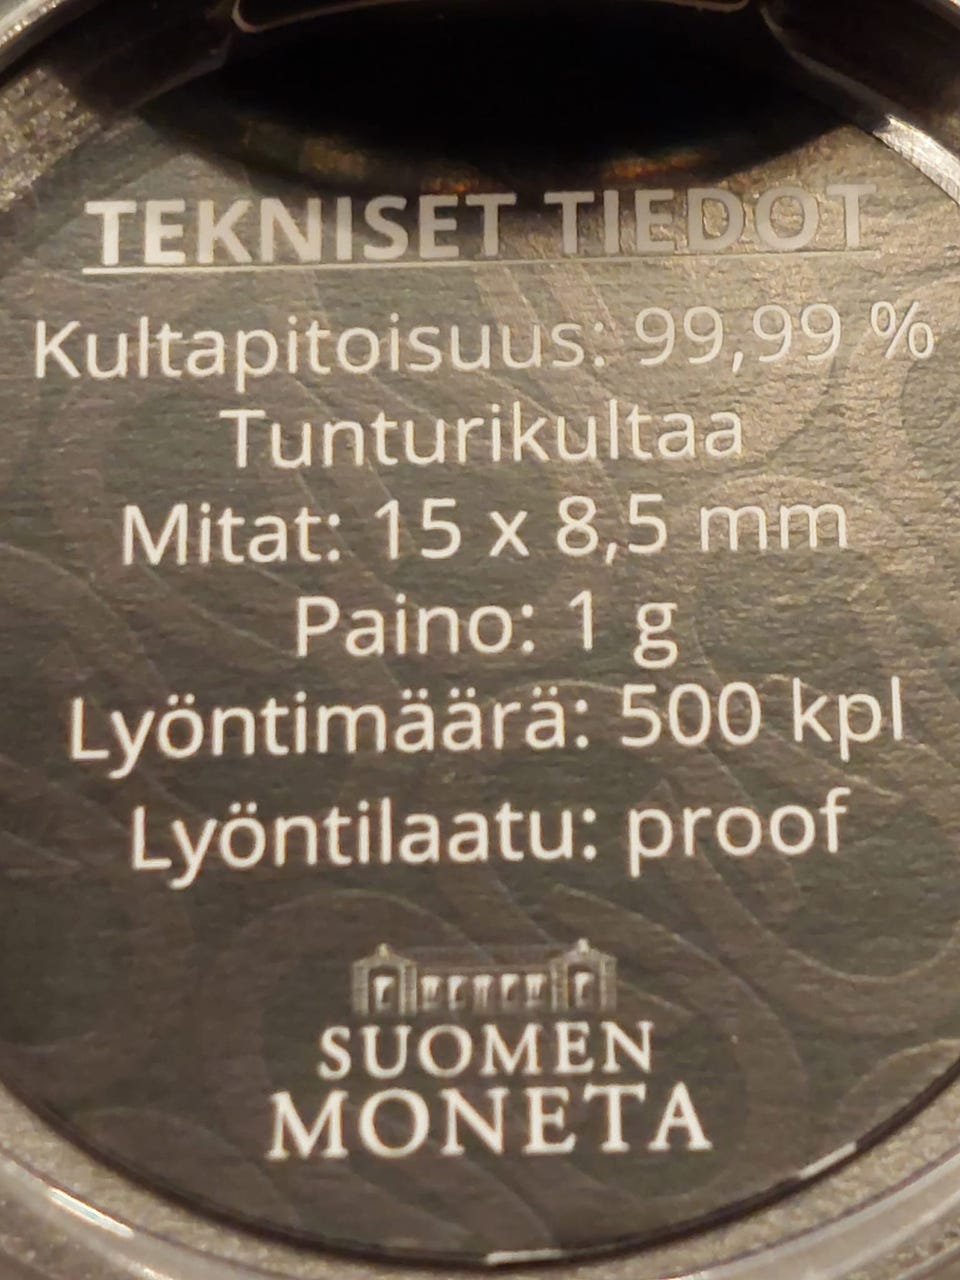 TEKNISET TIEDOT
Kultapitoisuus: 99,99 %
Tunturikultaa
Mitat: 15 x 8,5 mm
Paino: 1 g
Lyöntimäärä: 500 kpl
Lyöntilaatu: proof
SUOMEN
MONETA